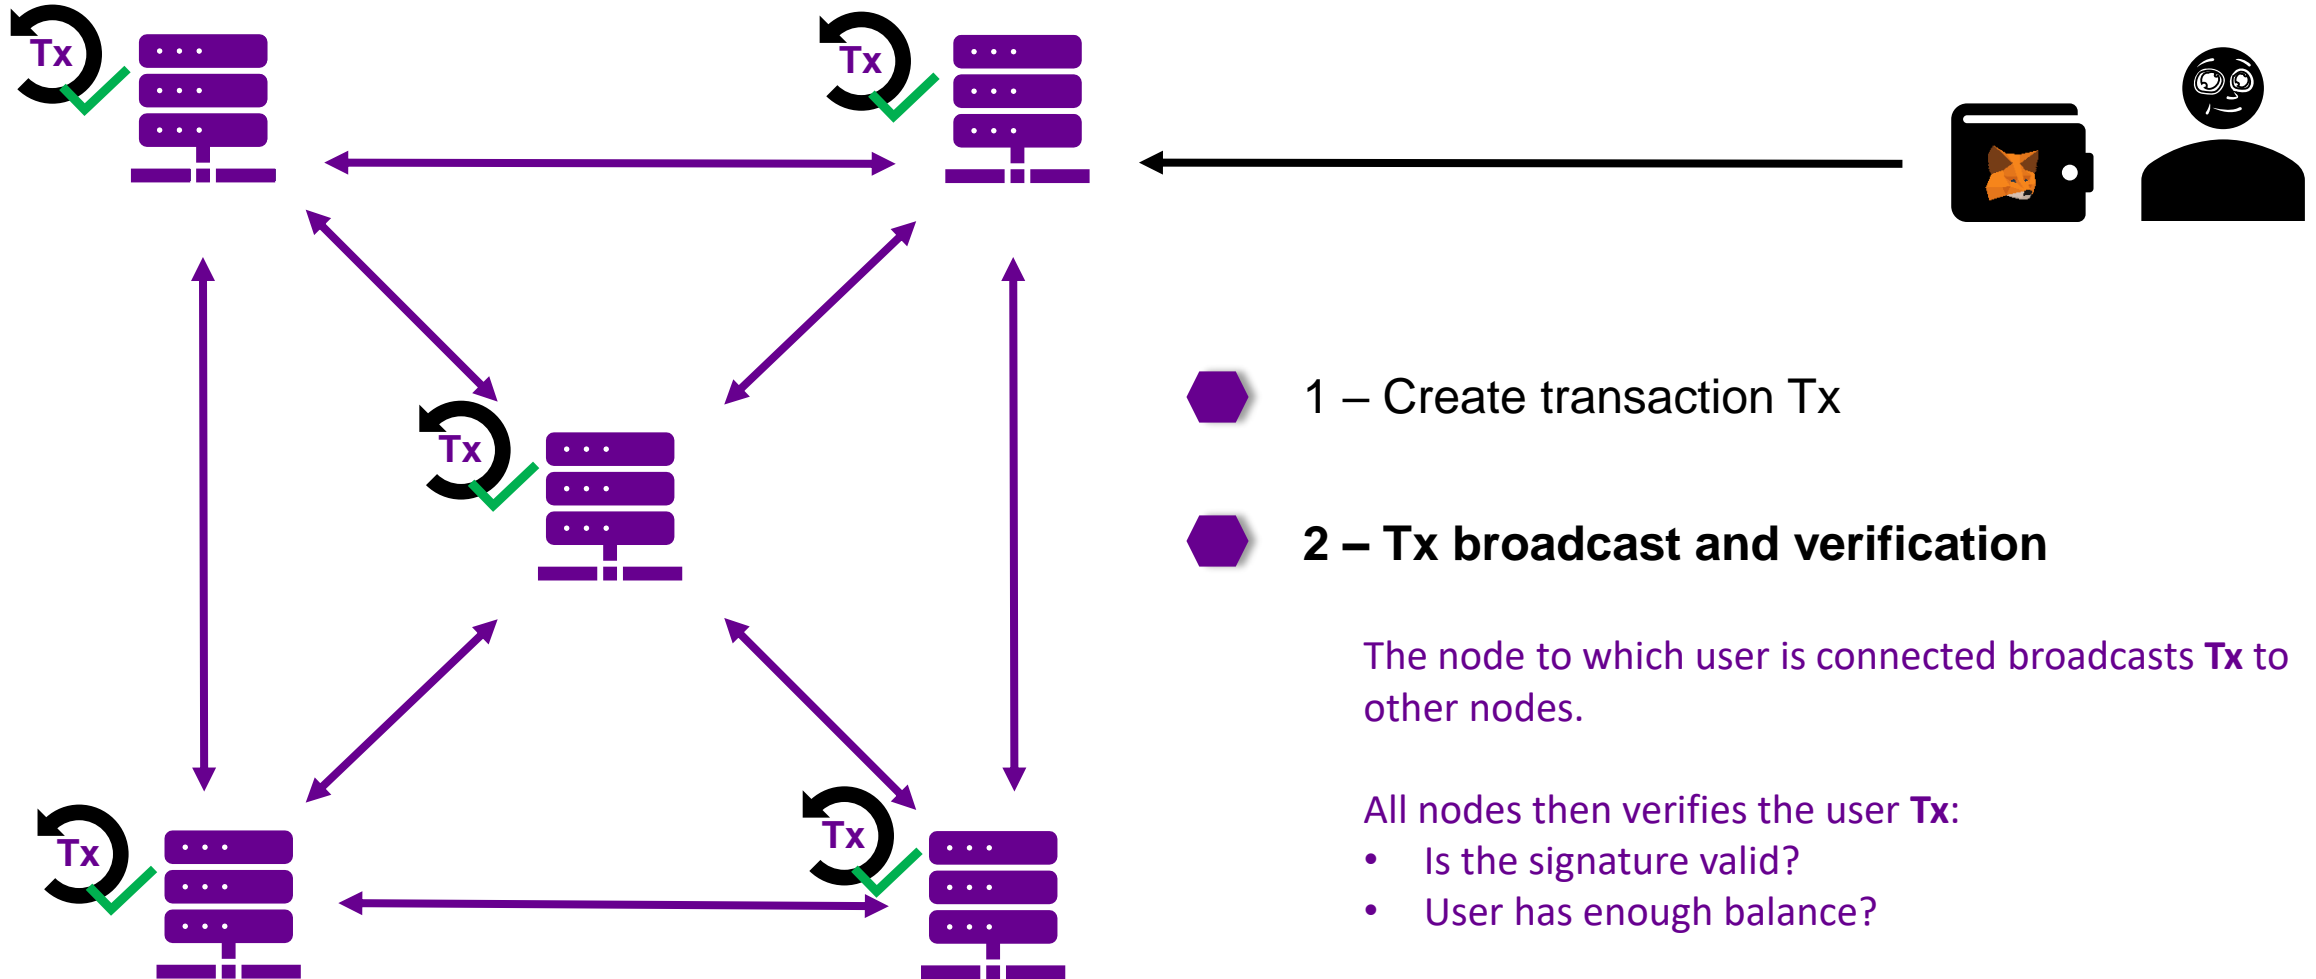 Tx
Tx
Tx
Tx
Tx
1 – Create transaction Tx
2 – Tx broadcast and verification
The node to which user is connected broadcasts Tx to
other nodes.
All nodes then verifies the user Tx:
• Is the signature valid?
• User has enough balance?